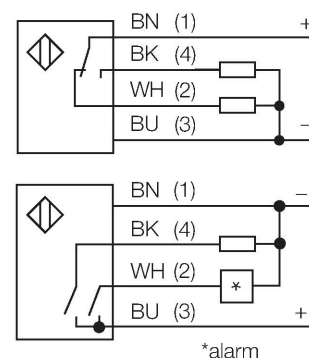 BN (1) +
BK (4)
WH (2)
BU (3) −
BN (1) −
BK (4)
WH (2) *
BU (3) +
*alarm